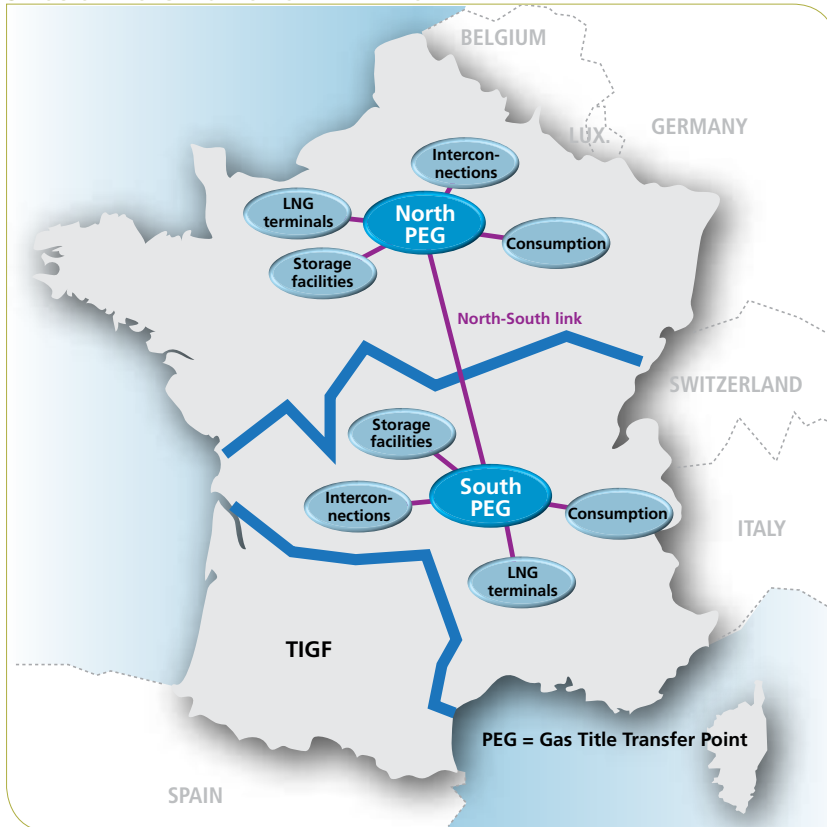 BELGIUM
LUX.
GERMANY
Intercon-
nections
LNG
terminals
North
PEG
Consumption
Storage
facilities
North-South link
SWITZERLAND
Storage
facilities
South
PEG
Intercon-
nections
Consumption
ITALY
LNG
terminals
TIGF
PEG = Gas Title Transfer Point
SPAIN